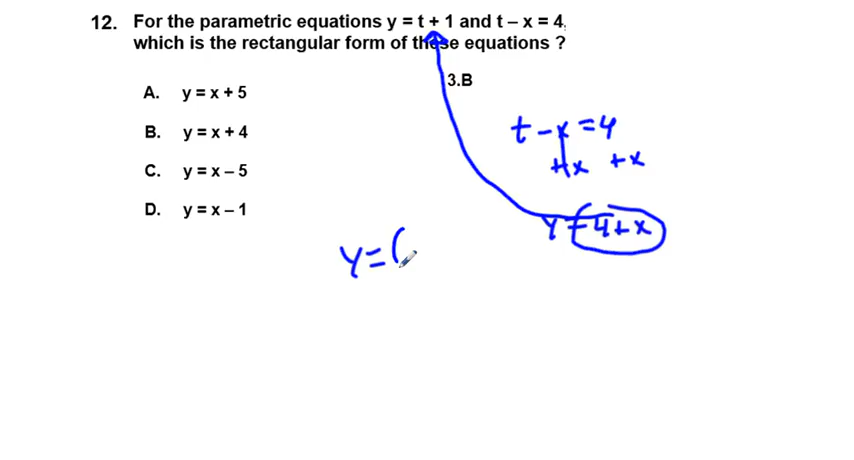 12. For the parametric equations y = t + 1 and t – x = 4,
which is the rectangular form of these equations ?
3.B
A. y = x + 5
B. y = x + 4
C. y = x – 5
D. y = x – 1
t - x = 4
+x +x
y = 4 + x
y = (